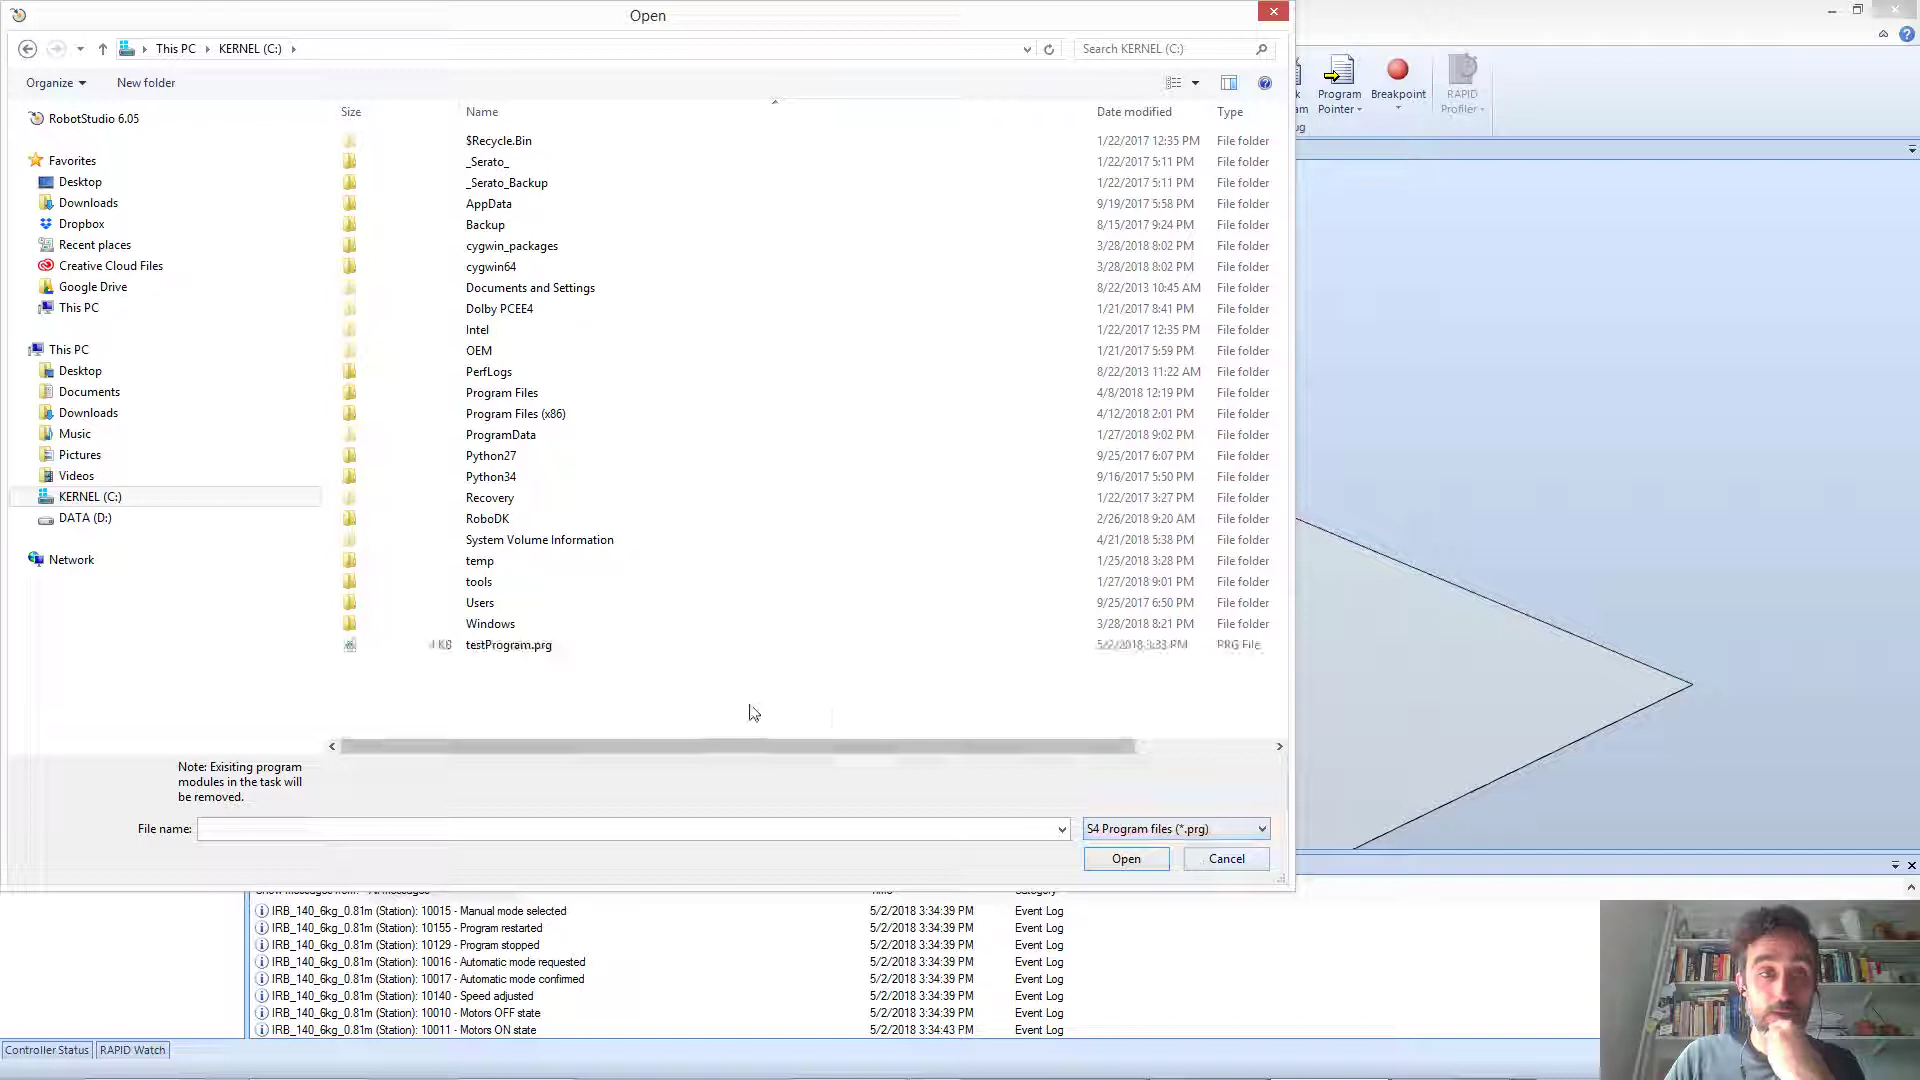 Open
This PC KERNEL (C:)
Search KERNEL (C:)
Organize
New folder
RobotStudio 6.05
Favorites
Desktop
Downloads
Dropbox
Recent places
Creative Cloud Files
Google Drive
This PC
This PC
Desktop
Documents
Downloads
Music
Pictures
Videos
KERNEL (C:)
DATA (D:)
Network
Size Name Date modified Type
$Recycle.Bin 1/22/2017 12:35 PM File folder
_Serato_ 1/22/2017 5:11 PM File folder
_Serato_Backup 1/22/2017 5:11 PM File folder
AppData 9/19/2017 5:58 PM File folder
Backup 8/15/2017 9:24 PM File folder
cygwin_packages 3/28/2018 8:02 PM File folder
cygwin64 3/28/2018 8:02 PM File folder
Documents and Settings 8/22/2013 10:45 AM File folder
Dolby PCEE4 1/21/2017 8:41 PM File folder
Intel 1/22/2017 12:35 PM File folder
OEM 1/21/2017 5:59 PM File folder
PerfLogs 8/22/2013 11:22 AM File folder
Program Files 4/8/2018 12:19 PM File folder
Program Files (x86) 4/12/2018 2:01 PM File folder
ProgramData 1/27/2018 9:02 PM File folder
Python27 9/25/2017 6:07 PM File folder
Python34 9/16/2017 5:50 PM File folder
Recovery 1/22/2017 3:27 PM File folder
RoboDK 2/26/2018 9:20 AM File folder
System Volume Information 4/21/2018 5:38 PM File folder
temp 1/25/2018 3:28 PM File folder
tools 1/27/2018 9:01 PM File folder
Users 9/25/2017 6:50 PM File folder
Windows 3/28/2018 8:21 PM File folder
1 KB testProgram.prg 5/2/2018 3:33 PM PRG File
Note: Exisiting program
modules in the task will
be removed.
File name:
S4 Program files (*.prg)
Open Cancel
Program
Pointer
Breakpoint
RAPID
Profiler
IRB_140_6kg_0.81m (Station): 10015 - Manual mode selected 5/2/2018 3:34:39 PM Event Log
IRB_140_6kg_0.81m (Station): 10155 - Program restarted 5/2/2018 3:34:39 PM Event Log
IRB_140_6kg_0.81m (Station): 10129 - Program stopped 5/2/2018 3:34:39 PM Event Log
IRB_140_6kg_0.81m (Station): 10016 - Automatic mode requested 5/2/2018 3:34:39 PM Event Log
IRB_140_6kg_0.81m (Station): 10017 - Automatic mode confirmed 5/2/2018 3:34:39 PM Event Log
IRB_140_6kg_0.81m (Station): 10140 - Speed adjusted 5/2/2018 3:34:39 PM Event Log
IRB_140_6kg_0.81m (Station): 10010 - Motors OFF state 5/2/2018 3:34:39 PM Event Log
IRB_140_6kg_0.81m (Station): 10011 - Motors ON state 5/2/2018 3:34:43 PM Event Log
Controller Status RAPID Watch